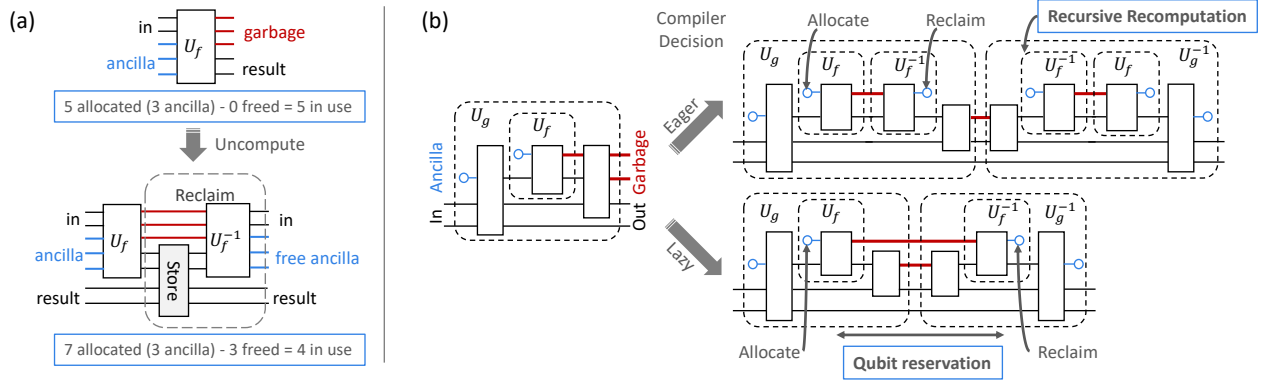 (a)
in
ancilla
U_f
garbage
result
5 allocated (3 ancilla) - 0 freed = 5 in use
Uncompute
Reclaim
in
ancilla
result
U_f
Store
U_f^{-1}
in
free ancilla
result
7 allocated (3 ancilla) - 3 freed = 4 in use
(b)
U_g
U_f
Ancilla
In
Garbage
Out
Compiler
Decision
Eager
Lazy
Allocate
Reclaim
Recursive Recomputation
U_g
U_f
U_f^{-1}
U_f^{-1}
U_f
U_g^{-1}
U_g
U_f
U_f^{-1}
U_g^{-1}
Allocate
Qubit reservation
Reclaim